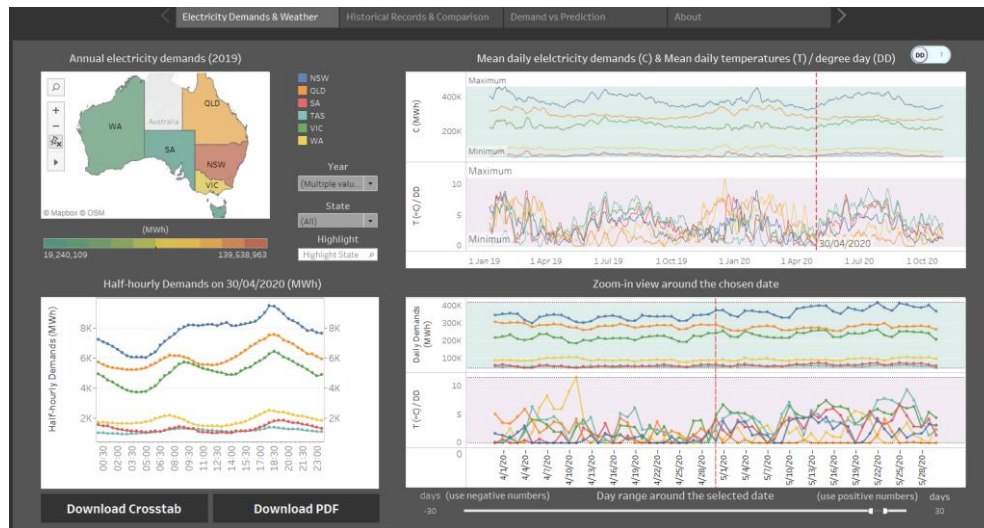 Electricity Demands & Weather
Historical Records & Comparison
Demand vs Prediction
About
Annual electricity demands (2019)
WA
Australia
QLD
SA
NSW
VIC
© Mapbox © OSM
(MWh)
19,240,109
139,538,963
NSW
QLD
SA
TAS
VIC
WA
Year
(Multiple valu...
State
(All)
Highlight
Highlight State
Mean daily elelctricity demands (C) & Mean daily temperatures (T) / degree day (DD)
DD
T
Maximum
C (MWh)
400K
200K
Minimum
Maximum
T (∞C) / DD
10
5
0
Minimum
30/04/2020
1 Jan 19
1 Apr 19
1 Jul 19
1 Oct 19
1 Jan 20
1 Apr 20
1 Jul 20
1 Oct 20
Half-hourly Demands on 30/04/2020 (MWh)
Half-hourly Demands (MWh)
8K
6K
4K
2K
8K
6K
4K
2K
00:30
02:00
03:30
05:00
06:30
08:00
09:30
11:00
12:30
14:00
15:30
17:00
18:30
20:00
21:30
23:00
Download Crosstab
Download PDF
Zoom-in view around the chosen date
Daily Demands
(MWh)
400K
300K
200K
100K
T (∞C) / DD
10
5
0
0
4/1/20
4/4/20
4/7/20
4/10/20
4/13/20
4/16/20
4/19/20
4/22/20
4/25/20
4/28/20
5/1/20
5/4/20
5/7/20
5/10/20
5/13/20
5/16/20
5/19/20
5/22/20
5/25/20
5/28/20
days (use negative numbers)
Day range around the selected date
(use positive numbers) days
-30
30